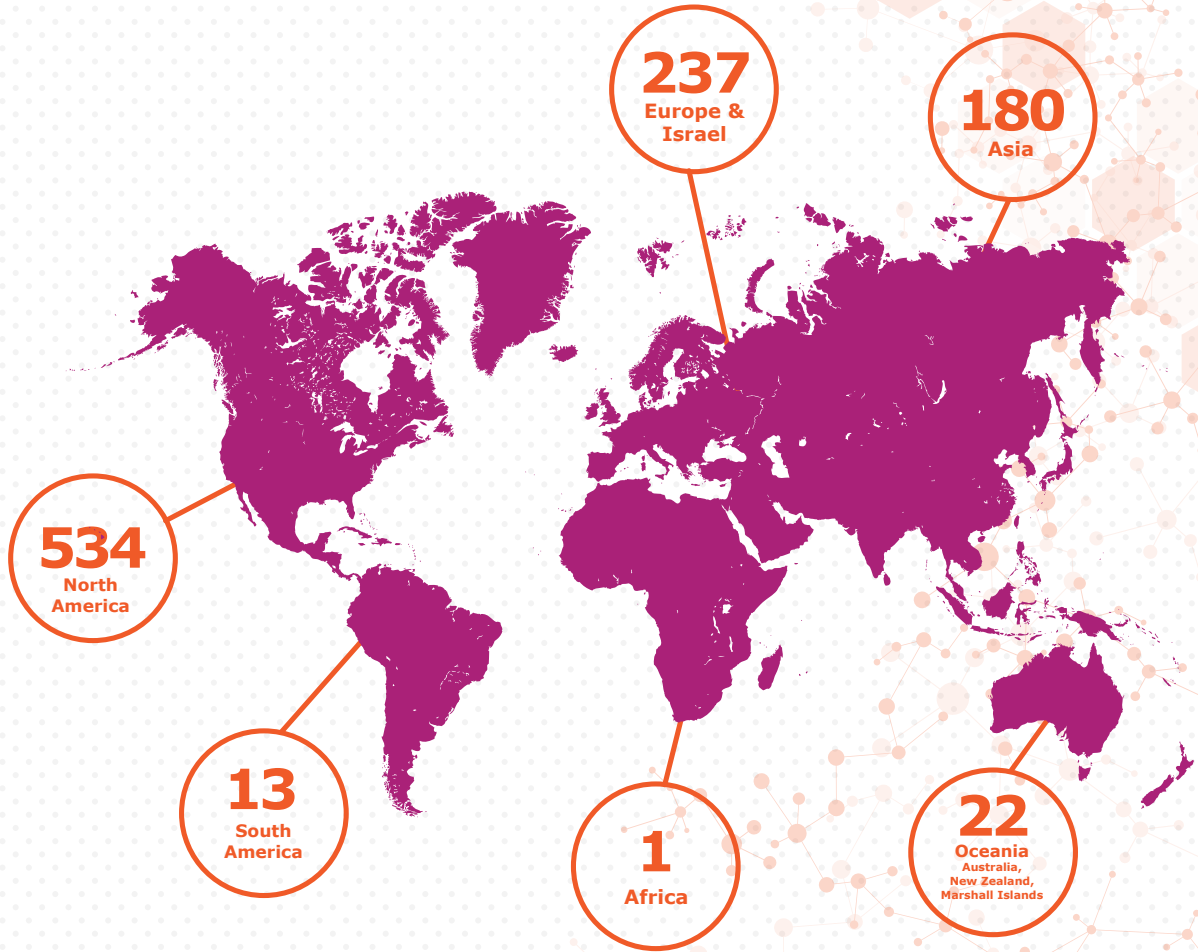 237
Europe &
Israel
180
Asia
534
North
America
13
South
America
1
Africa
22
Oceania
Australia,
New Zealand,
Marshall Islands